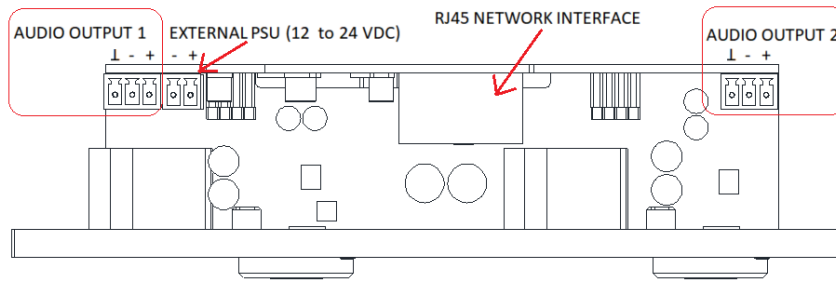 AUDIO OUTPUT 1
EXTERNAL PSU (12 to 24 VDC)
RJ45 NETWORK INTERFACE
AUDIO OUTPUT 2
⊥ - +
- +
⊥ - +